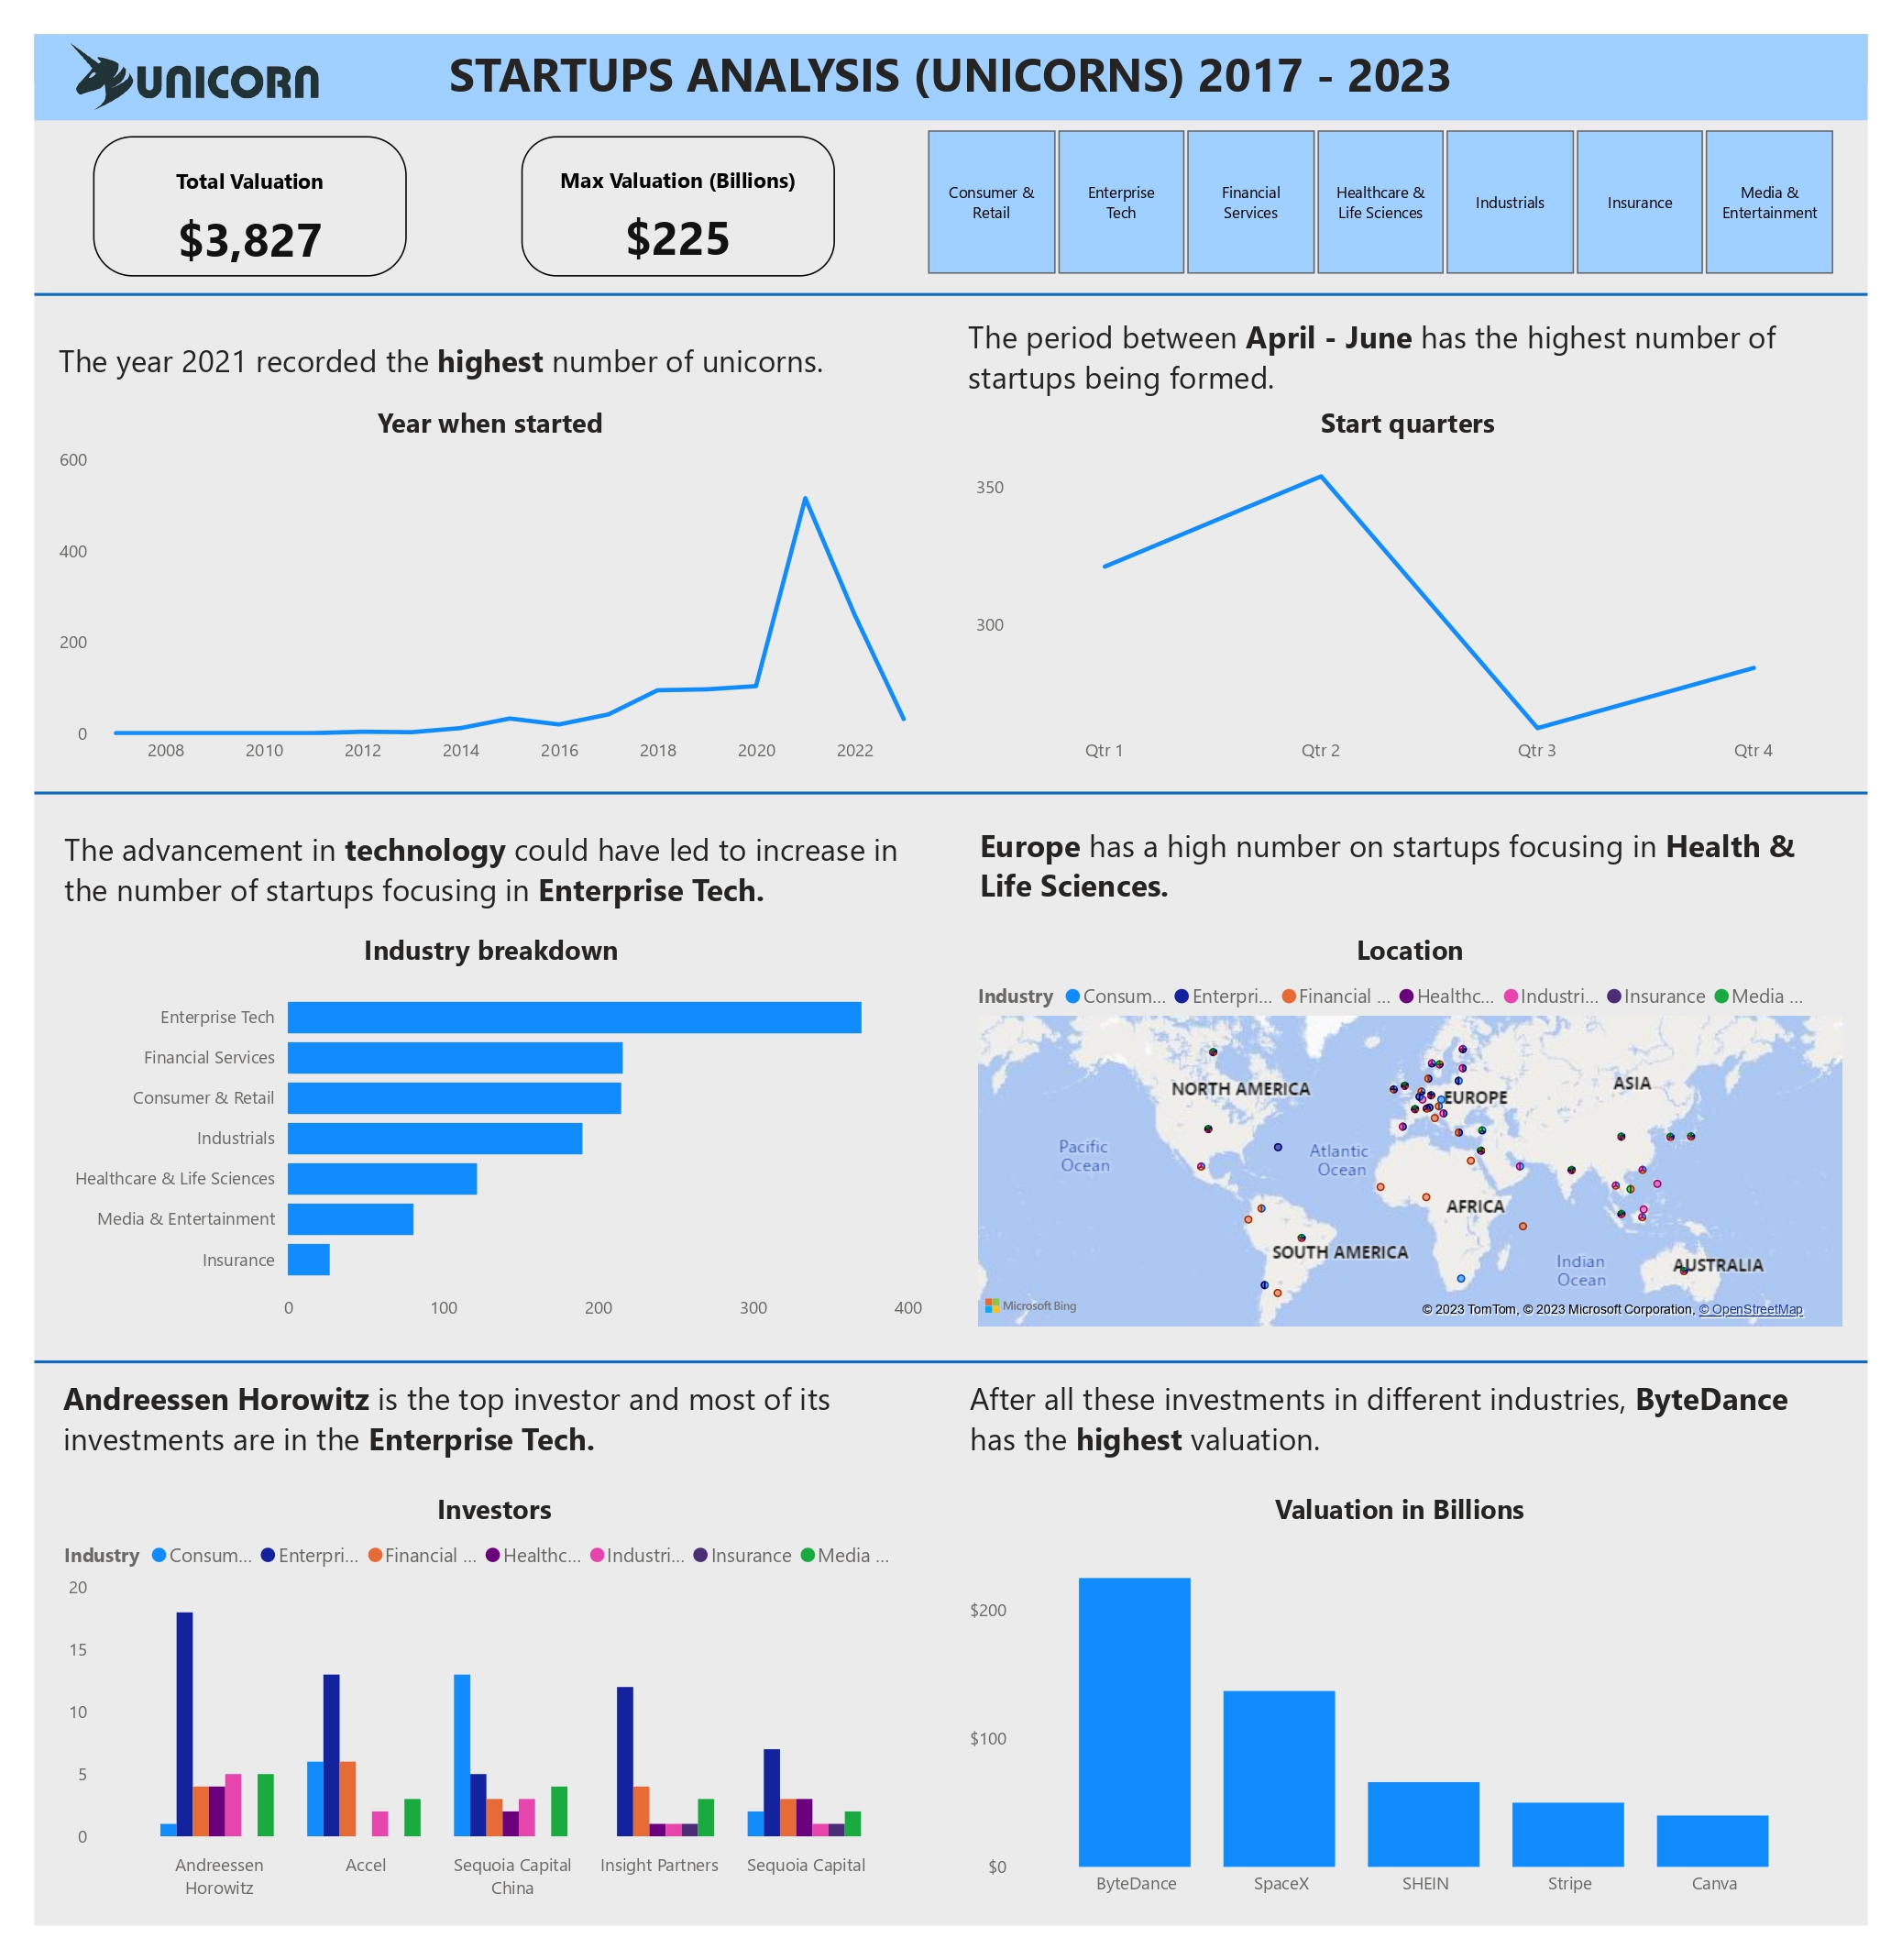 UNICORN
STARTUPS ANALYSIS (UNICORNS) 2017 - 2023
Total Valuation
$3,827
Max Valuation (Billions)
$225
Consumer &
Retail
Enterprise
Tech
Financial
Services
Healthcare &
Life Sciences
Industrials
Insurance
Media &
Entertainment
The year 2021 recorded the highest number of unicorns.
Year when started
600
400
200
0
2008 2010 2012 2014 2016 2018 2020 2022
The period between April - June has the highest number of
startups being formed.
Start quarters
350
300
Qtr 1 Qtr 2 Qtr 3 Qtr 4
The advancement in technology could have led to increase in
the number of startups focusing in Enterprise Tech.
Industry breakdown
Enterprise Tech
Financial Services
Consumer & Retail
Industrials
Healthcare & Life Sciences
Media & Entertainment
Insurance
0 100 200 300 400
Europe has a high number on startups focusing in Health &
Life Sciences.
Location
Industry Consum... Enterpri... Financial ... Healthc... Industri... Insurance Media ...
NORTH AMERICA
EUROPE
ASIA
Pacific
Ocean
Atlantic
Ocean
AFRICA
SOUTH AMERICA
Indian
Ocean
AUSTRALIA
Microsoft Bing
© 2023 TomTom, © 2023 Microsoft Corporation, © OpenStreetMap
Andreessen Horowitz is the top investor and most of its
investments are in the Enterprise Tech.
Investors
Industry Consum... Enterpri... Financial ... Healthc... Industri... Insurance Media ...
20
15
10
5
0
Andreessen
Horowitz
Accel
Sequoia Capital
China
Insight Partners
Sequoia Capital
After all these investments in different industries, ByteDance
has the highest valuation.
Valuation in Billions
$200
$100
$0
ByteDance SpaceX SHEIN Stripe Canva